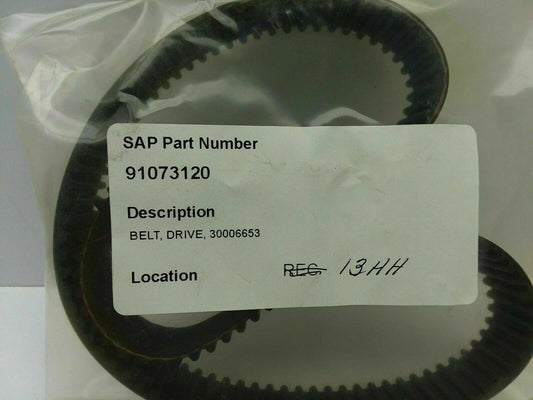 SAP Part Number
91073120
Description
BELT, DRIVE, 30006653
Location REC. 13HH